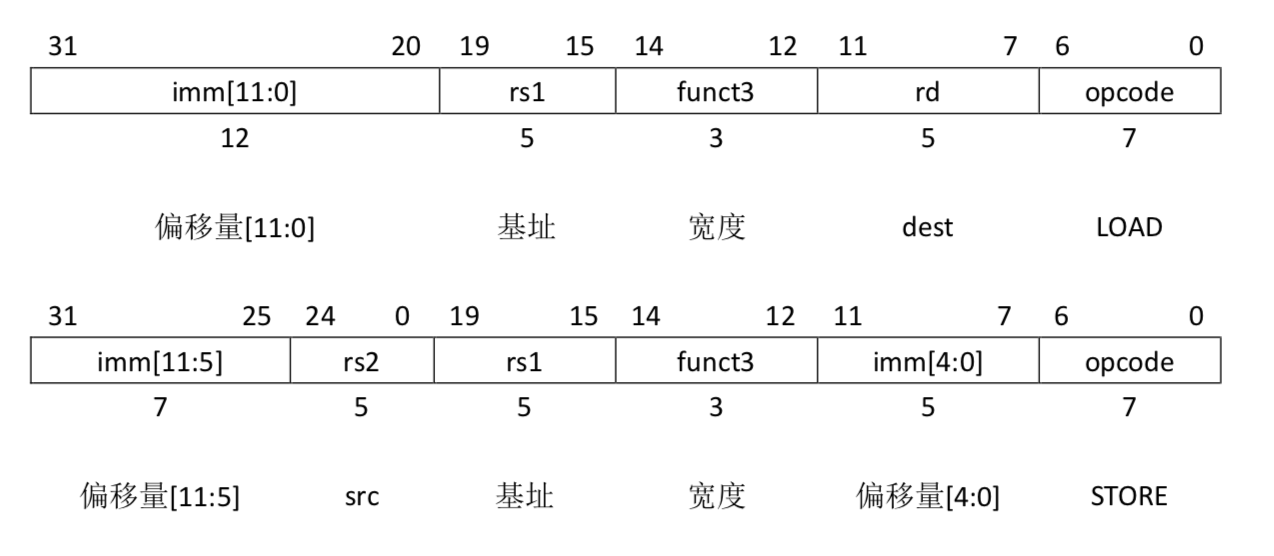 31 20 19 15 14 12 11 7 6 0
imm[11:0] rs1 funct3 rd opcode
12 5 3 5 7
偏移量[11:0] 基址 宽度 dest LOAD
31 25 24 0 19 15 14 12 11 7 6 0
imm[11:5] rs2 rs1 funct3 imm[4:0] opcode
7 5 5 3 5 7
偏移量[11:5] src 基址 宽度 偏移量[4:0] STORE